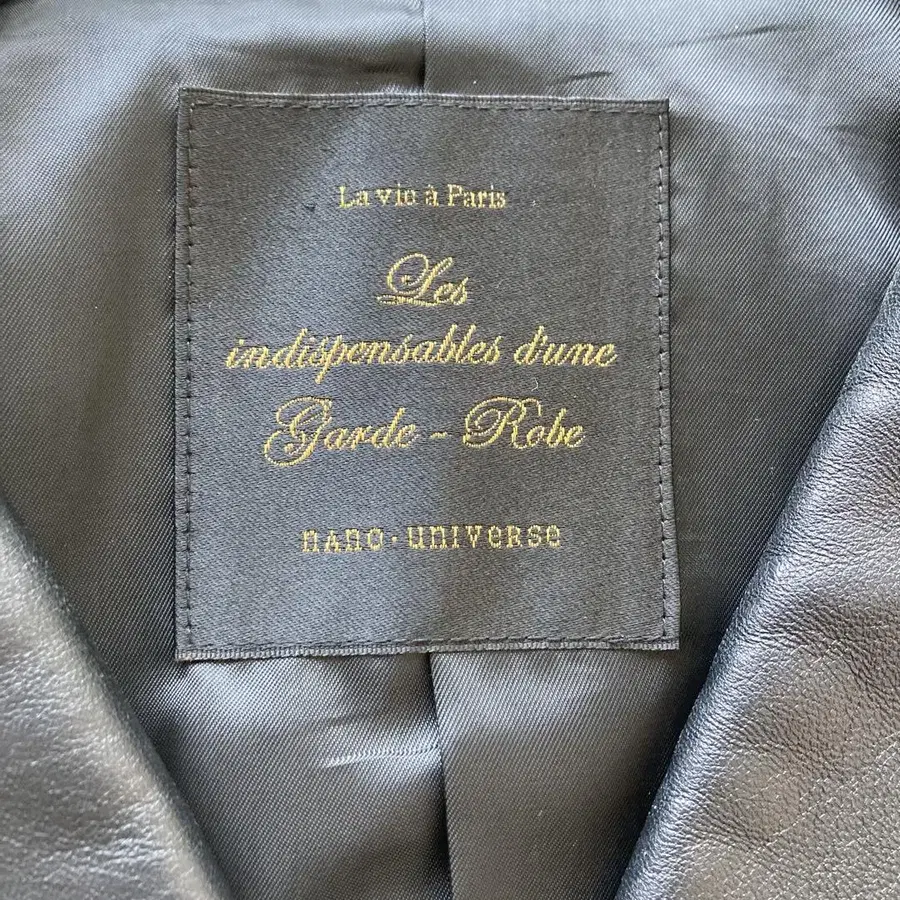 La vie à Paris
Les
indispensables d'une
Garde - Robe
nano·universe